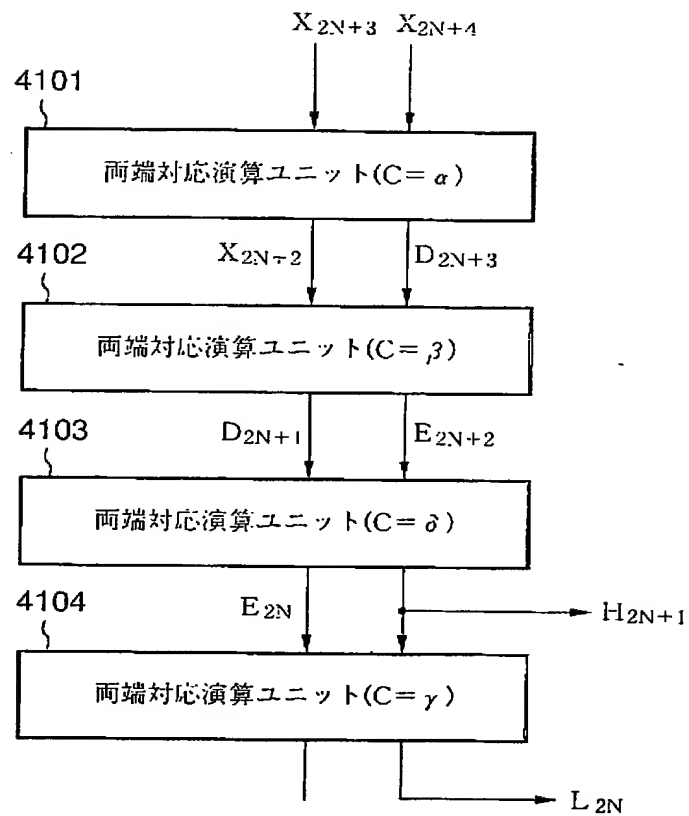 X2N+3 X2N+4
4101
両端対応演算ユニット(C=α)
X2N+2 D2N+3
4102
両端対応演算ユニット(C=β)
D2N+1 E2N+2
4103
両端対応演算ユニット(C=δ)
E2N H2N+1
4104
両端対応演算ユニット(C=γ)
L2N